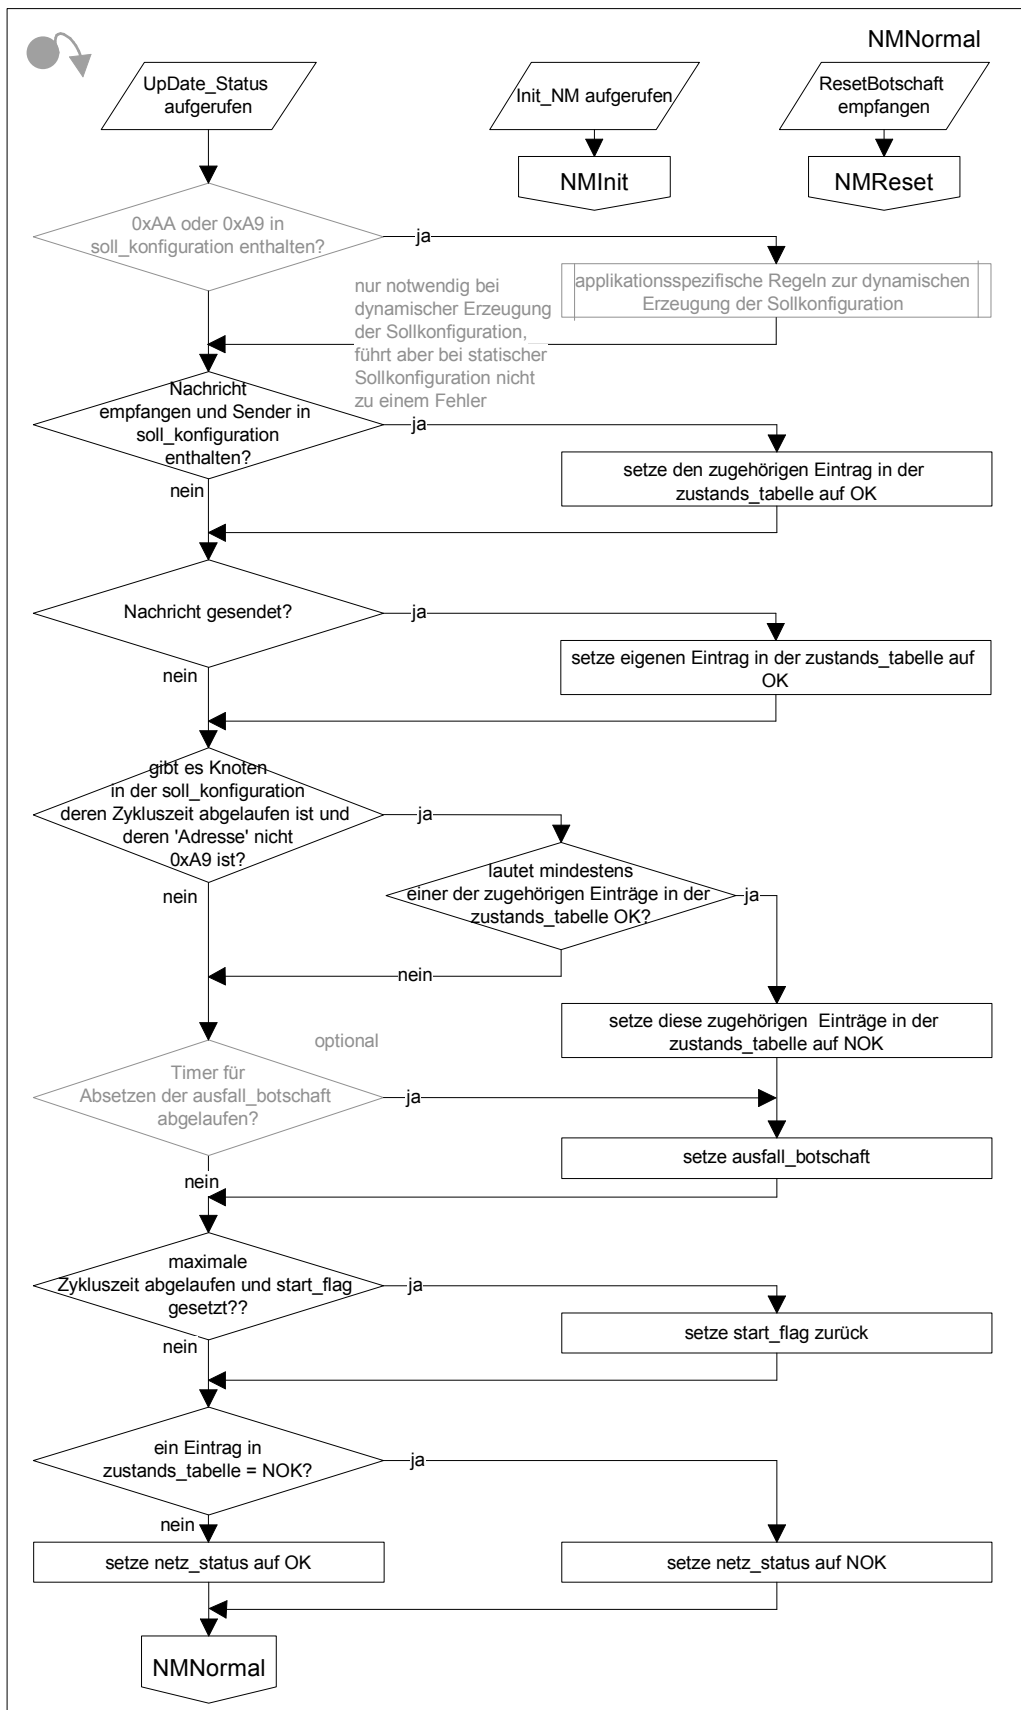 NMNormal
UpDate_Status
aufgerufen
Init_NM aufgerufen
ResetBotschaft
empfangen
NMInit
NMReset
0xAA oder 0xA9 in
soll_konfiguration enthalten?
ja
applikationsspezifische Regeln zur dynamischen
Erzeugung der Sollkonfiguration
nur notwendig bei
dynamischer Erzeugung
der Sollkonfiguration,
führt aber bei statischer
Sollkonfiguration nicht
zu einem Fehler
Nachricht
empfangen und Sender in
soll_konfiguration
enthalten?
ja
setze den zugehörigen Eintrag in der
zustands_tabelle auf OK
nein
Nachricht gesendet?
ja
setze eigenen Eintrag in der zustands_tabelle auf
OK
nein
gibt es Knoten
in der soll_konfiguration
deren Zykluszeit abgelaufen ist und
deren 'Adresse' nicht
0xA9 ist?
ja
nein
lautet mindestens
einer der zugehörigen Einträge in der
zustands_tabelle OK?
ja
nein
setze diese zugehörigen  Einträge in der
zustands_tabelle auf NOK
optional
Timer für
Absetzen der ausfall_botschaft
abgelaufen?
ja
setze ausfall_botschaft
nein
maximale
Zykluszeit abgelaufen und start_flag
gesetzt??
ja
setze start_flag zurück
nein
ein Eintrag in
zustands_tabelle = NOK?
ja
nein
setze netz_status auf OK
setze netz_status auf NOK
NMNormal